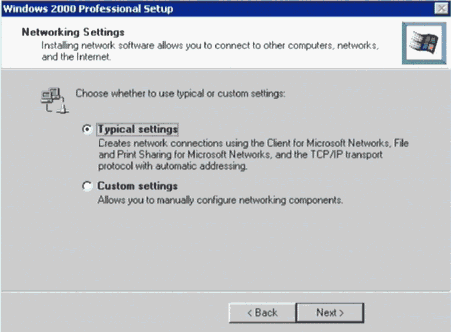 Windows 2000 Professional Setup
Networking Settings
Installing network software allows you to connect to other computers, networks,
and the Internet.
Choose whether to use typical or custom settings:
Typical settings
Creates network connections using the Client for Microsoft Networks, File
and Print Sharing for Microsoft Networks, and the TCP/IP transport
protocol with automatic addressing.
Custom settings
Allows you to manually configure networking components.
< Back
Next >